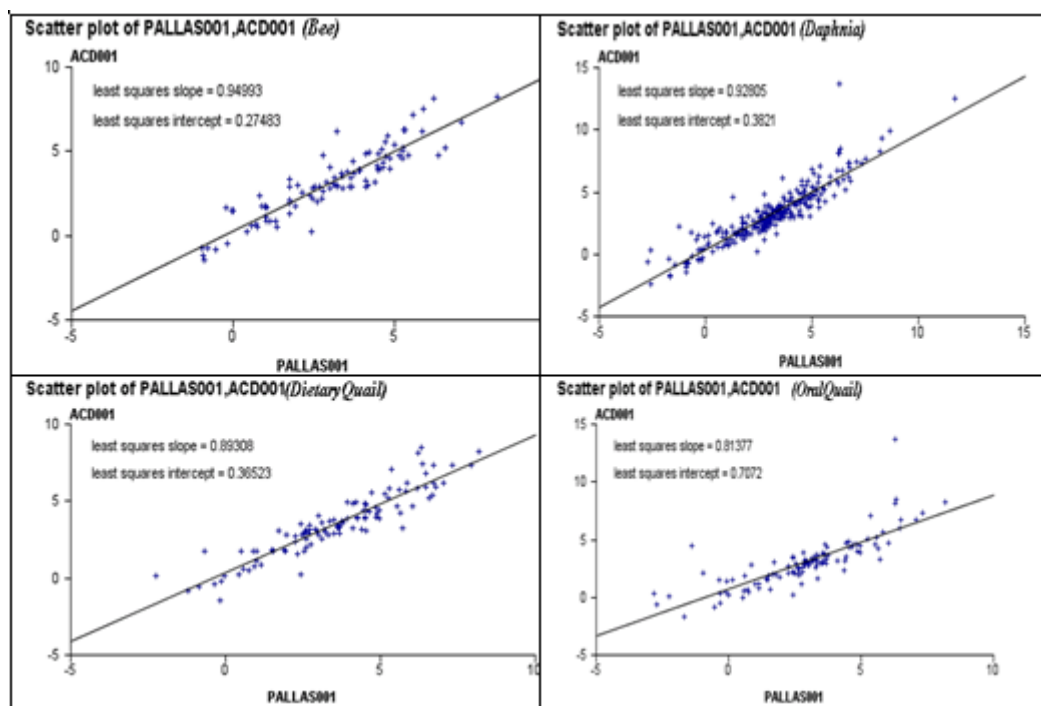 Scatter plot of PALLAS001,ACD001 (Bee)
ACD001
10
least squares slope = 0.94993
least squares intercept = 0.27483
5
0
-5
-5 0 5
PALLAS001
Scatter plot of PALLAS001,ACD001 (Daphnia)
ACD001
15
least squares slope = 0.92805
least squares intercept = 0.3821
10
5
0
-5
-5 0 5 10 15
PALLAS001
Scatter plot of PALLAS001,ACD001(DietaryQuail)
ACD001
10
least squares slope = 0.89308
least squares intercept = 0.36523
5
0
-5
-5 0 5 10
PALLAS001
Scatter plot of PALLAS001,ACD001 (OralQuail)
ACD001
15
least squares slope = 0.81377
least squares intercept = 0.7072
10
5
0
-5
-5 0 5 10
PALLAS001